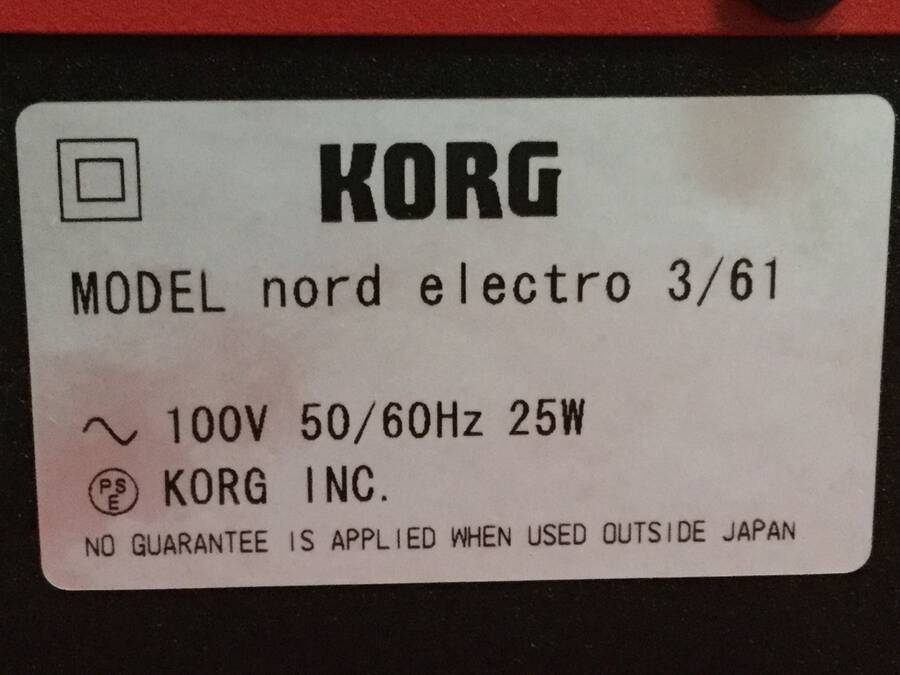 KORG
MODEL nord electro 3/61
~ 100V 50/60Hz 25W
PSE KORG INC.
NO GUARANTEE IS APPLIED WHEN USED OUTSIDE JAPAN